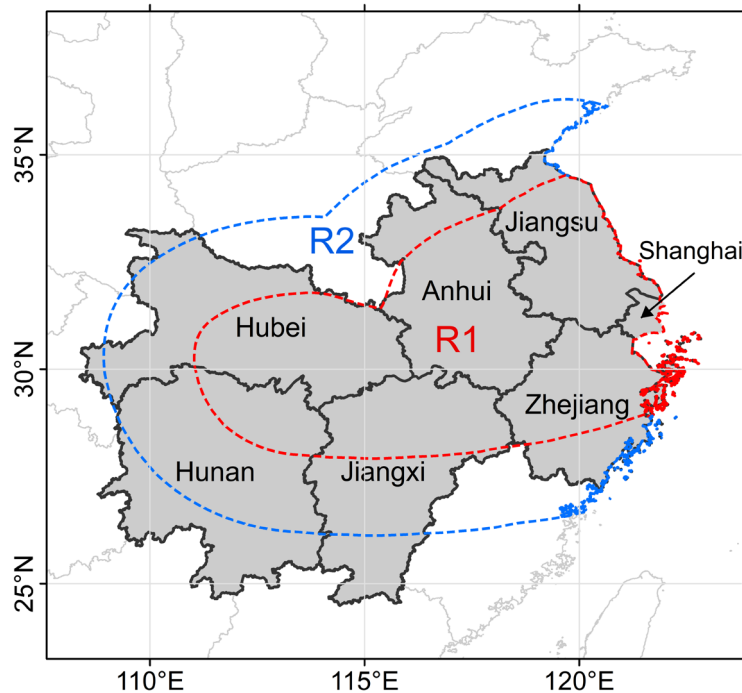 35°N
30°N
25°N
Jiangsu
R2
Shanghai
Anhui
Hubei
R1
Zhejiang
Hunan
Jiangxi
110°E
115°E
120°E